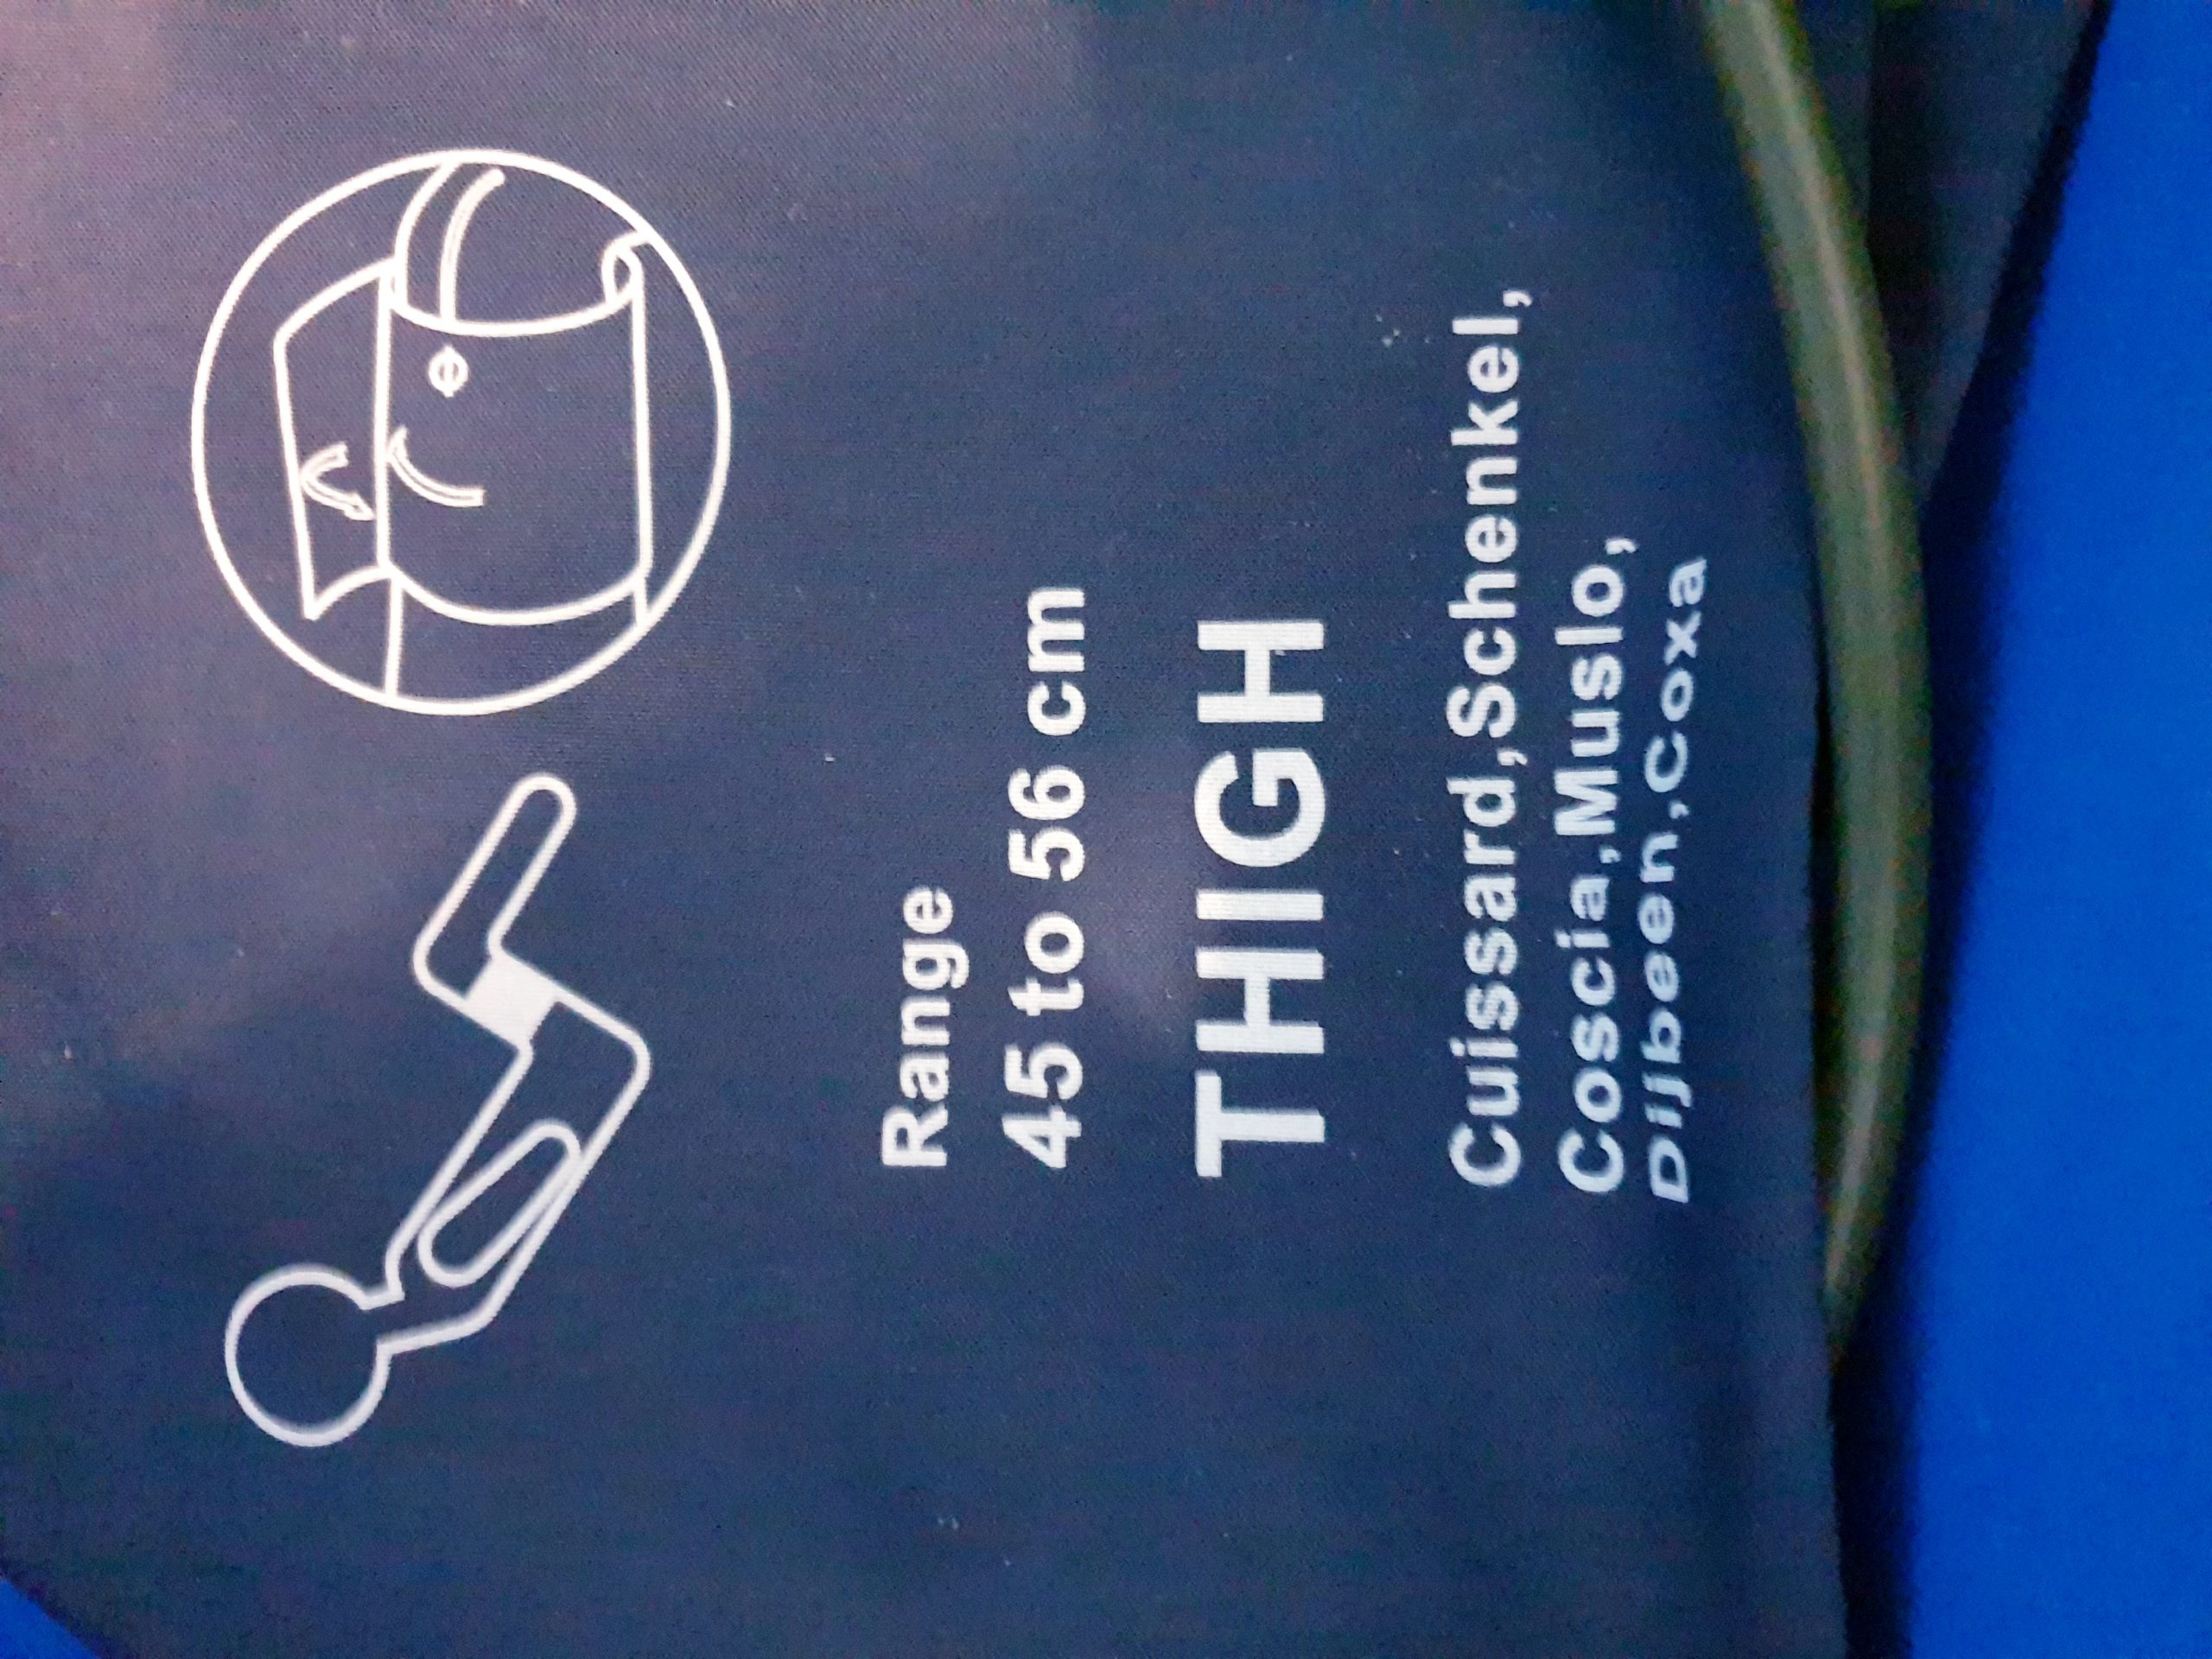 Range
45 to 56 cm
THIGH
Cuissard,Schenkel,
Coscia,Muslo,
Dijbeen,Coxa